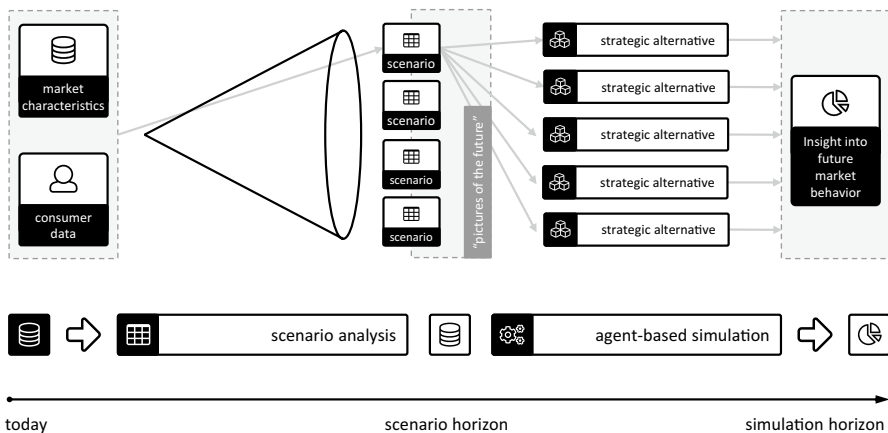 market
characteristics
consumer
data
scenario
scenario
scenario
scenario
"pictures of the future"
strategic alternative
strategic alternative
strategic alternative
strategic alternative
strategic alternative
Insight into
future
market
behavior
scenario analysis
agent-based simulation
today
scenario horizon
simulation horizon